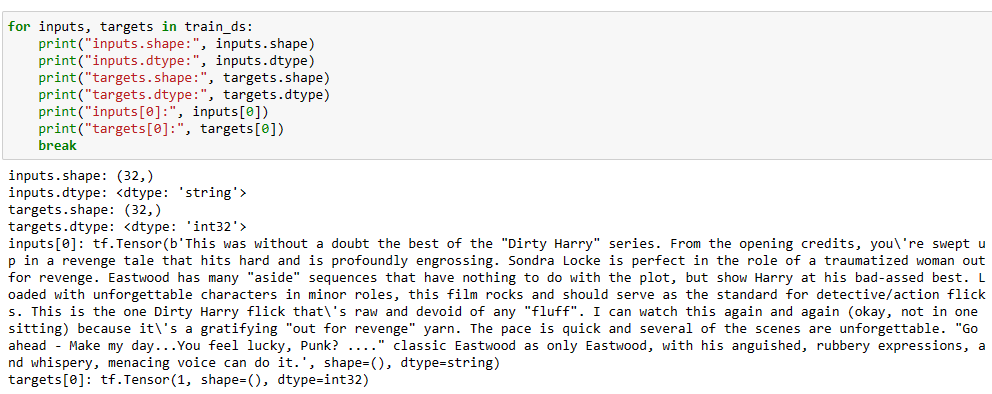 for inputs, targets in train_ds:
    print("inputs.shape:", inputs.shape)
    print("inputs.dtype:", inputs.dtype)
    print("targets.shape:", targets.shape)
    print("targets.dtype:", targets.dtype)
    print("inputs[0]:", inputs[0])
    print("targets[0]:", targets[0])
    break
inputs.shape: (32,)
inputs.dtype: <dtype: 'string'>
targets.shape: (32,)
targets.dtype: <dtype: 'int32'>
inputs[0]: tf.Tensor(b'This was without a doubt the best of the "Dirty Harry" series. From the opening credits, you\'re swept u
p in a revenge tale that hits hard and is profoundly engrossing. Sondra Locke is perfect in the role of a traumatized woman out
for revenge. Eastwood has many "aside" sequences that have nothing to do with the plot, but show Harry at his bad-assed best. L
oaded with unforgettable characters in minor roles, this film rocks and should serve as the standard for detective/action flick
s. This is the one Dirty Harry flick that\'s raw and devoid of any "fluff". I can watch this again and again (okay, not in one
sitting) because it\'s a gratifying "out for revenge" yarn. The pace is quick and several of the scenes are unforgettable. "Go
ahead - Make my day...You feel lucky, Punk? ...." classic Eastwood as only Eastwood, with his anguished, rubbery expressions, a
nd whispery, menacing voice can do it.', shape=(), dtype=string)
targets[0]: tf.Tensor(1, shape=(), dtype=int32)